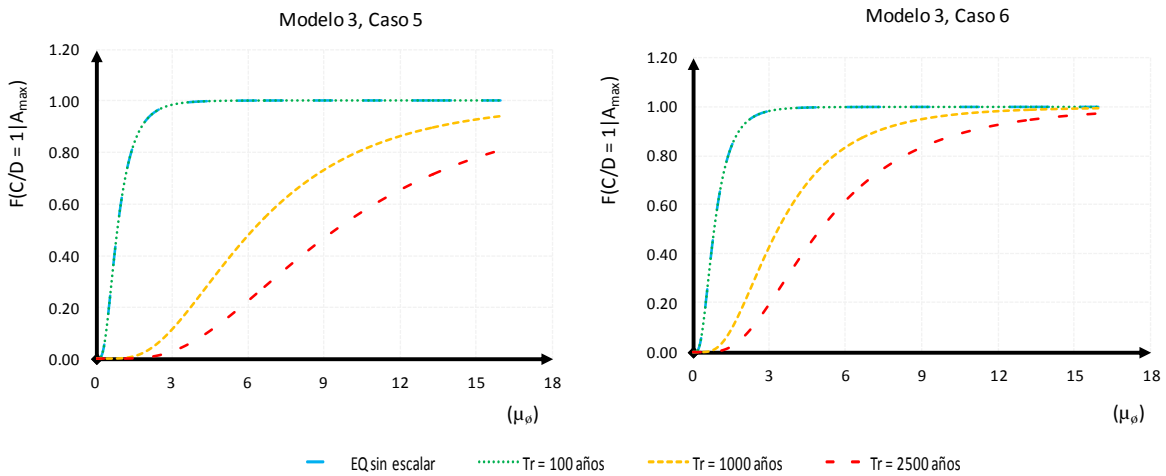 Modelo 3, Caso 5
F(C/D = 1|Amax)
1.20
1.00
0.80
0.60
0.40
0.20
0.00
0 3 6 9 12 15 18
(μø)
Modelo 3, Caso 6
F(C/D = 1|Amax)
1.20
1.00
0.80
0.60
0.40
0.20
0.00
0 3 6 9 12 15 18
(μø)
EQ sin escalar Tr = 100 años Tr = 1000 años Tr = 2500 años